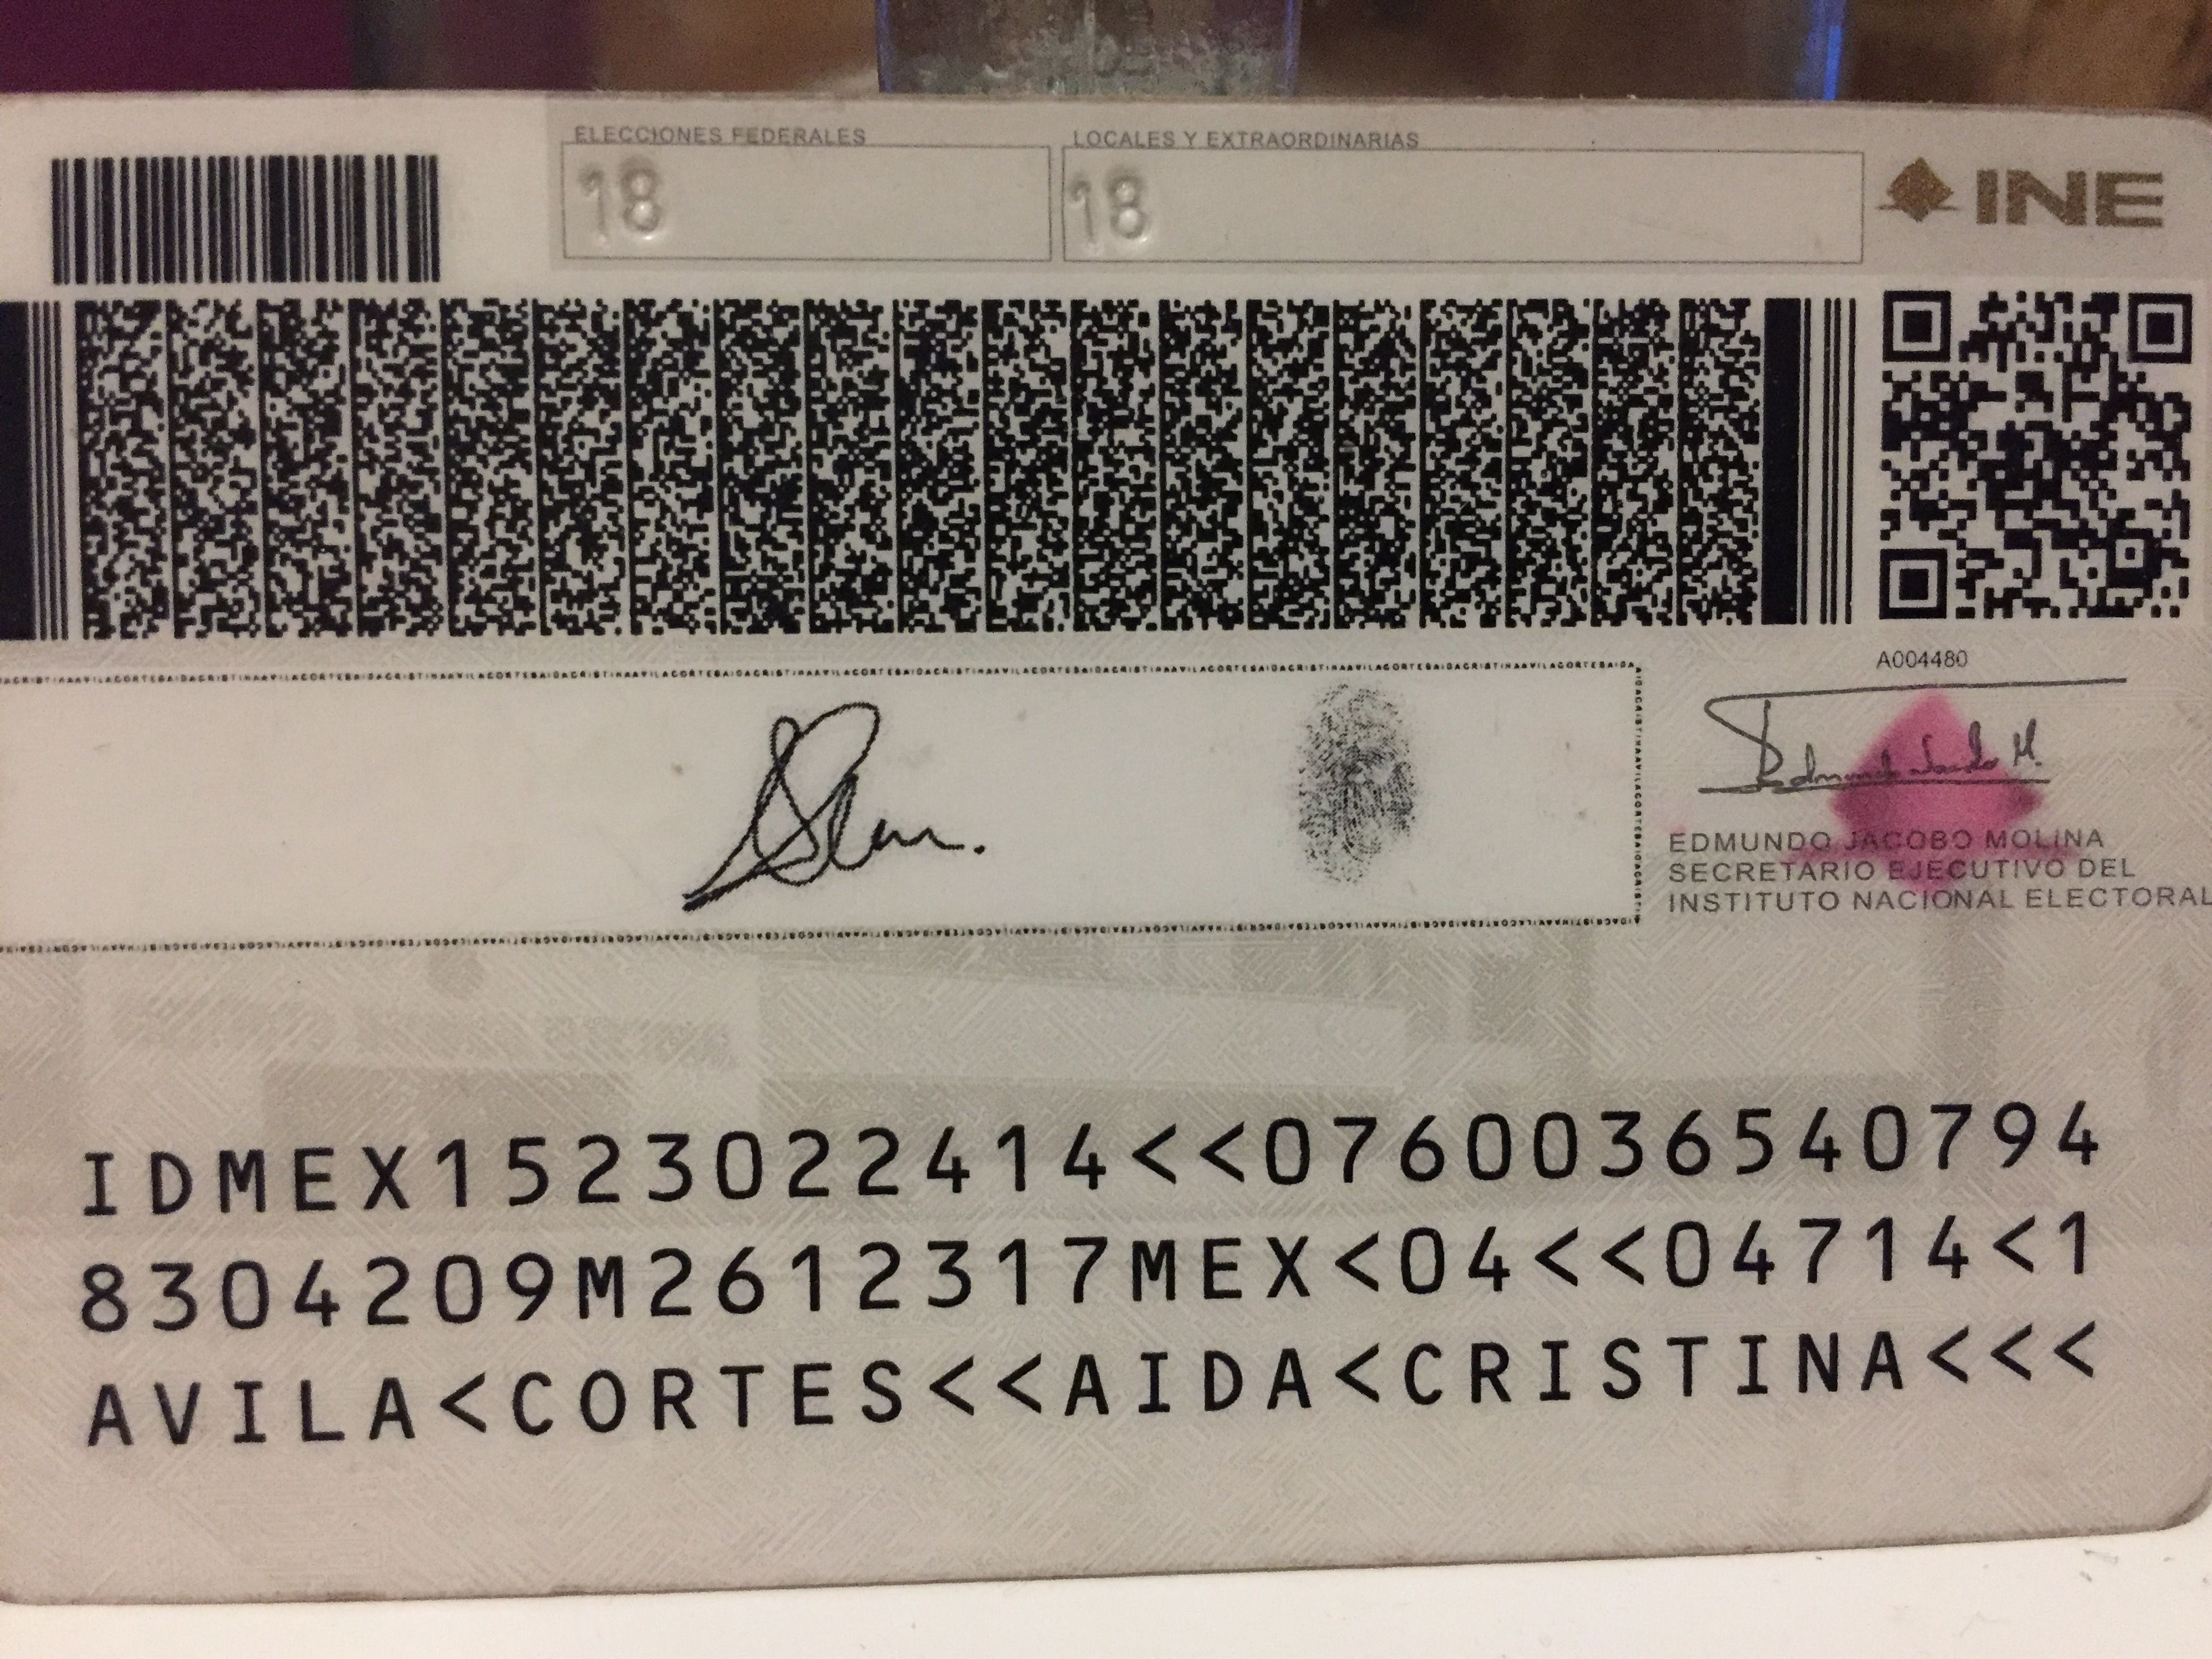 ELECCIONES FEDERALES
LOCALES Y EXTRAORDINARIAS
18
18
INE
A004480
EDMUNDO JACOBO MOLINA
SECRETARIO EJECUTIVO DEL
INSTITUTO NACIONAL ELECTORAL
IDMEX1523022414<<0760036540794
8304209M2612317MEX<04<<04714<1
AVILA<CORTES<<AIDA<CRISTINA<<<